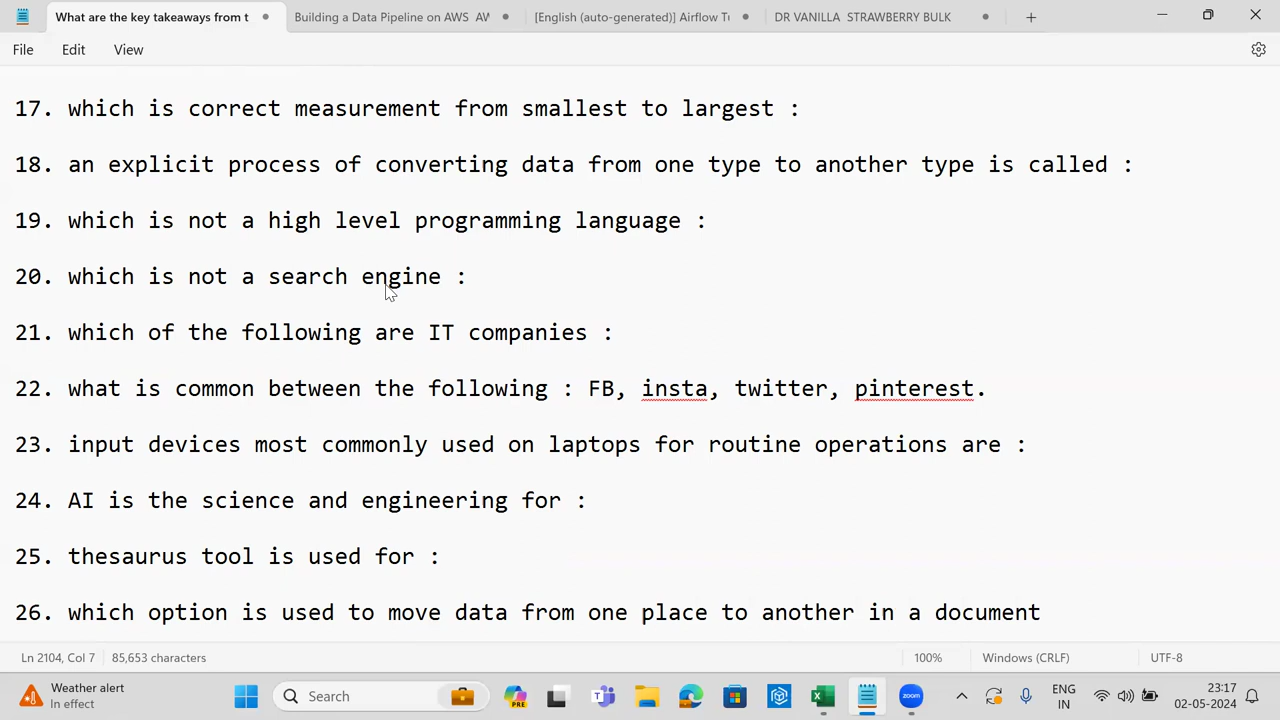 What are the key takeaways from t
Building a Data Pipeline on AWS AW
[English (auto-generated)] Airflow Tu
DR VANILLA STRAWBERRY BULK
File Edit View
17. which is correct measurement from smallest to largest :
18. an explicit process of converting data from one type to another type is called :
19. which is not a high level programming language :
20. which is not a search engine :
21. which of the following are IT companies :
22. what is common between the following : FB, insta, twitter, pinterest.
23. input devices most commonly used on laptops for routine operations are :
24. AI is the science and engineering for :
25. thesaurus tool is used for :
26. which option is used to move data from one place to another in a document
Ln 2104, Col 7 85,653 characters 100% Windows (CRLF) UTF-8
Weather alert
In effect
Search
PRE
zoom
ENG
IN
23:17
02-05-2024